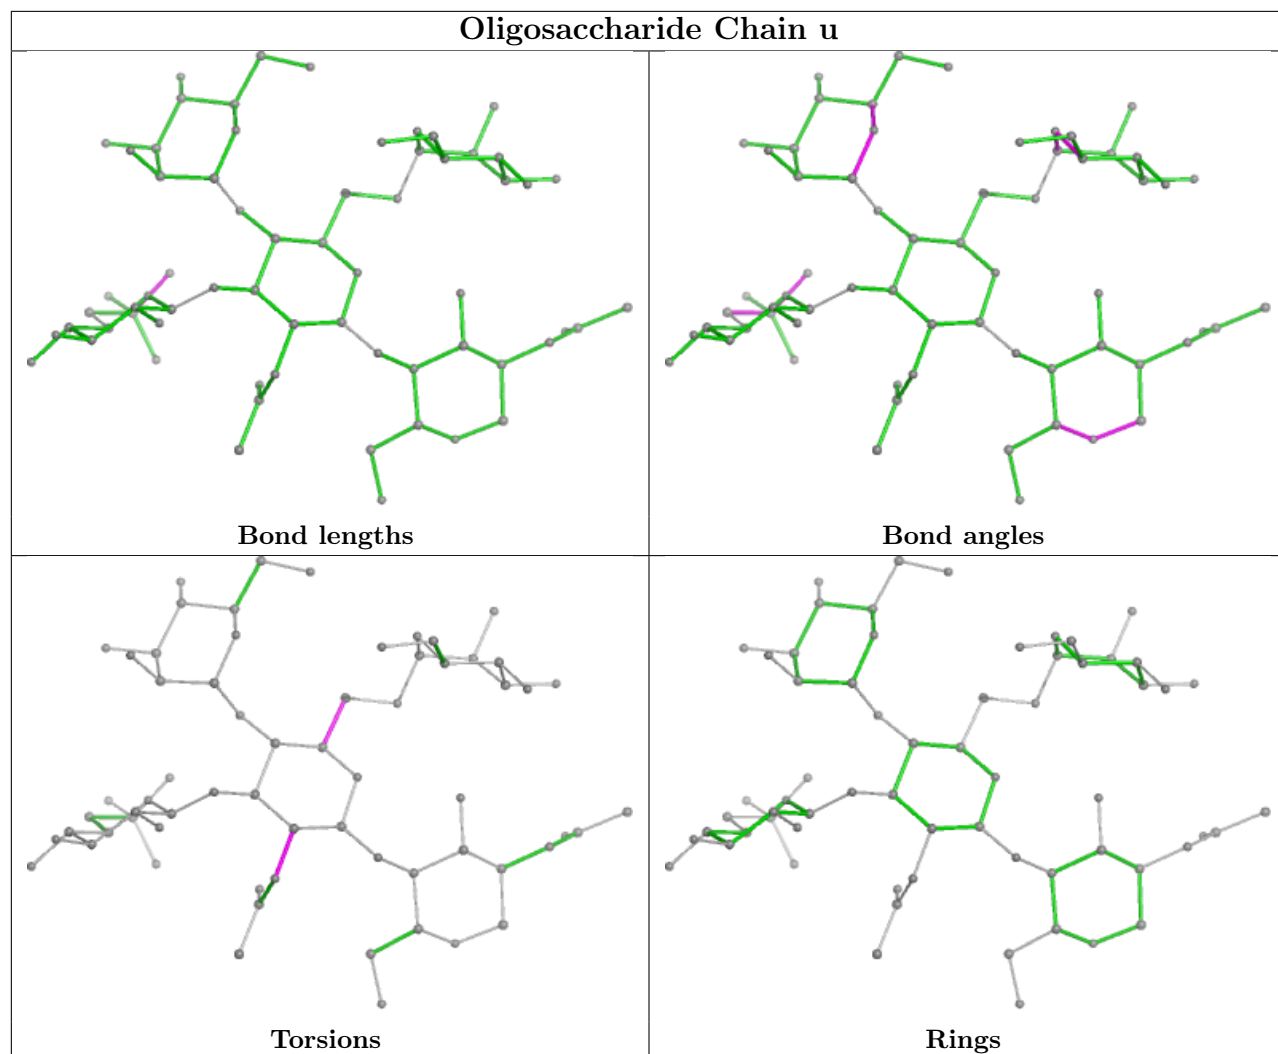 Oligosaccharide Chain u
Bond lengths
Bond angles
Torsions
Rings